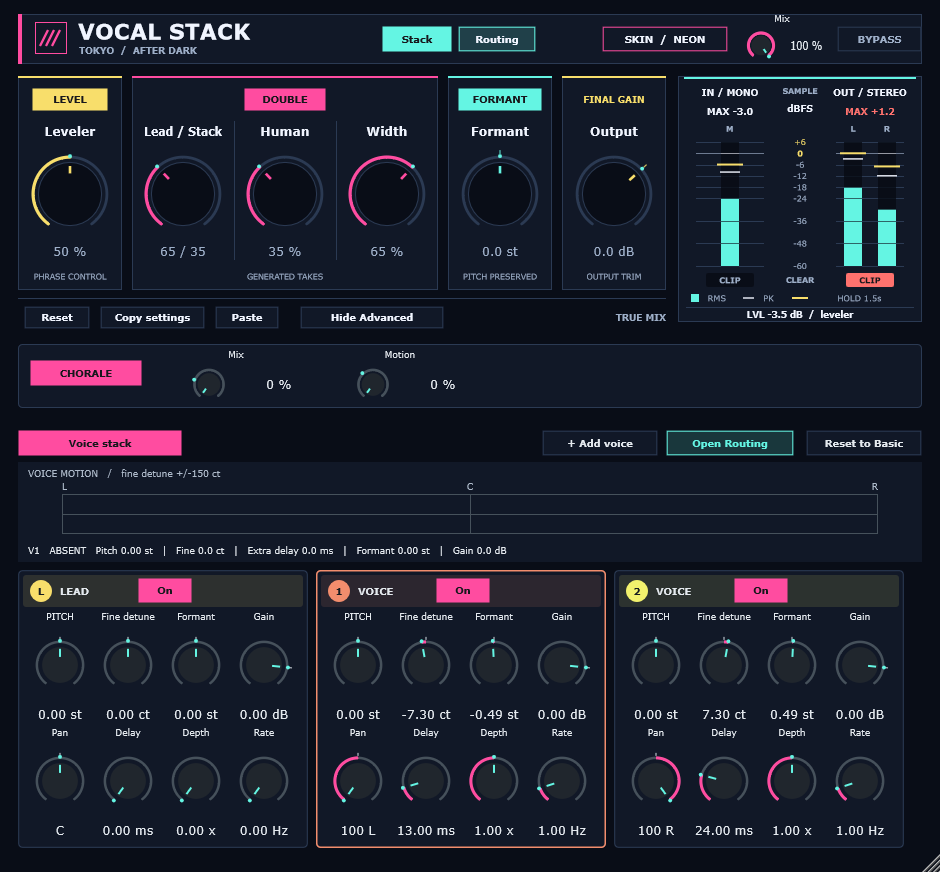 VOCAL STACK
TOKYO / AFTER DARK
Stack
Routing
SKIN / NEON
Mix
100 %
BYPASS
LEVEL
Leveler
50 %
PHRASE CONTROL
DOUBLE
Lead / Stack
Human
Width
65 / 35
35 %
65 %
GENERATED TAKES
FORMANT
Formant
0.0 st
PITCH PRESERVED
FINAL GAIN
Output
0.0 dB
OUTPUT TRIM
IN / MONO
SAMPLE
OUT / STEREO
MAX -3.0
dBFS
MAX +1.2
M
L
R
+6
0
-6
-12
-18
-24
-36
-48
-60
CLIP
CLEAR
CLIP
RMS
PK
HOLD 1.5s
LVL -3.5 dB / leveler
Reset
Copy settings
Paste
Hide Advanced
TRUE MIX
CHORALE
Mix
0 %
Motion
0 %
Voice stack
+ Add voice
Open Routing
Reset to Basic
VOICE MOTION / fine detune +/-150 ct
L
C
R
V1 ABSENT Pitch 0.00 st | Fine 0.0 ct | Extra delay 0.0 ms | Formant 0.00 st | Gain 0.0 dB
L LEAD On
PITCH Fine detune Formant Gain
0.00 st 0.00 ct 0.00 st 0.00 dB
Pan Delay Depth Rate
C 0.00 ms 0.00 x 0.00 Hz
1 VOICE On
PITCH Fine detune Formant Gain
0.00 st -7.30 ct -0.49 st 0.00 dB
Pan Delay Depth Rate
100 L 13.00 ms 1.00 x 1.00 Hz
2 VOICE On
PITCH Fine detune Formant Gain
0.00 st 7.30 ct 0.49 st 0.00 dB
Pan Delay Depth Rate
100 R 24.00 ms 1.00 x 1.00 Hz